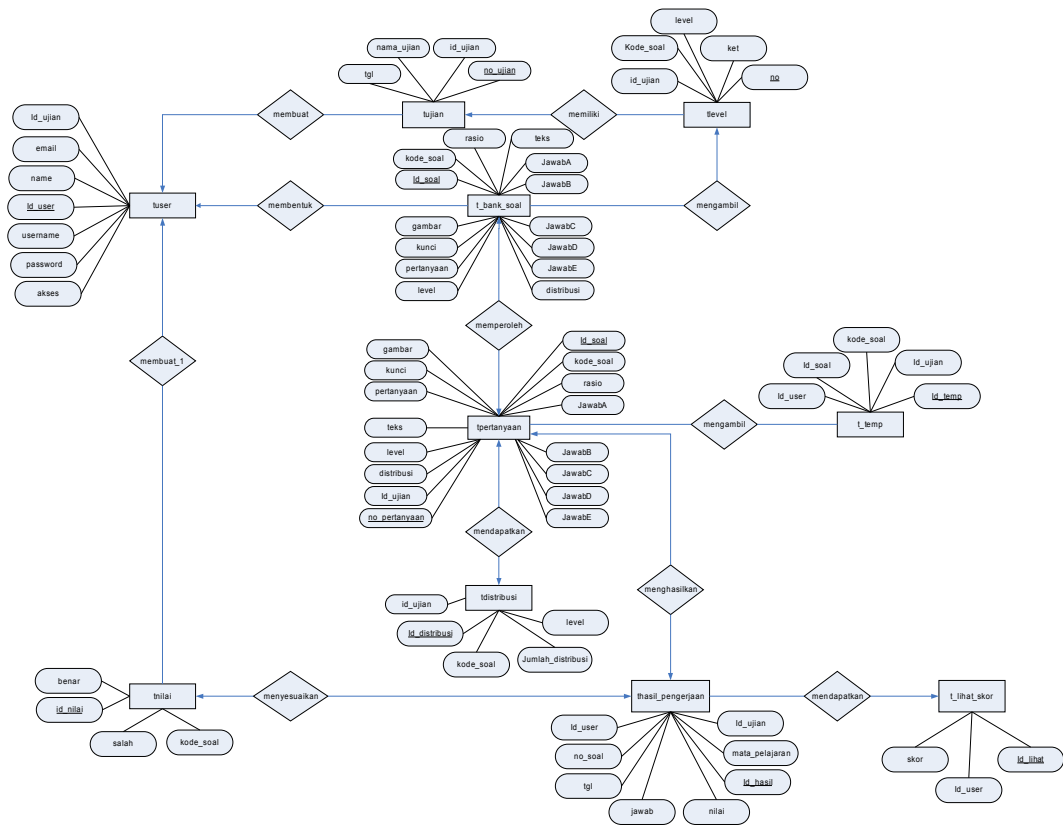 level
nama_ujian
id_ujian
Kode_soal
ket
tgl
no_ujian
id_ujian
no
Id_ujian
membuat
tujian
memiliki
tlevel
email
rasio
teks
name
kode_soal
JawabA
Id_user
Id_soal
JawabB
tuser
membentuk
t_bank_soal
mengambil
username
gambar
JawabC
password
kunci
JawabD
akses
pertanyaan
JawabE
level
distribusi
membuat_1
memperoleh
gambar
Id_soal
kode_soal
kunci
kode_soal
Id_soal
Id_ujian
pertanyaan
rasio
Id_user
Id_temp
JawabA
teks
tpertanyaan
mengambil
t_temp
level
JawabB
distribusi
JawabC
Id_ujian
JawabD
no_pertanyaan
JawabE
mendapatkan
menghasilkan
id_ujian
tdistribusi
level
Id_distribusi
kode_soal
Jumlah_distribusi
benar
tnilai
menyesuaikan
thasil_pengerjaan
mendapatkan
t_lihat_skor
id_nilai
salah
kode_soal
Id_user
Id_ujian
no_soal
mata_pelajaran
skor
Id_lihat
tgl
Id_hasil
Id_user
jawab
nilai